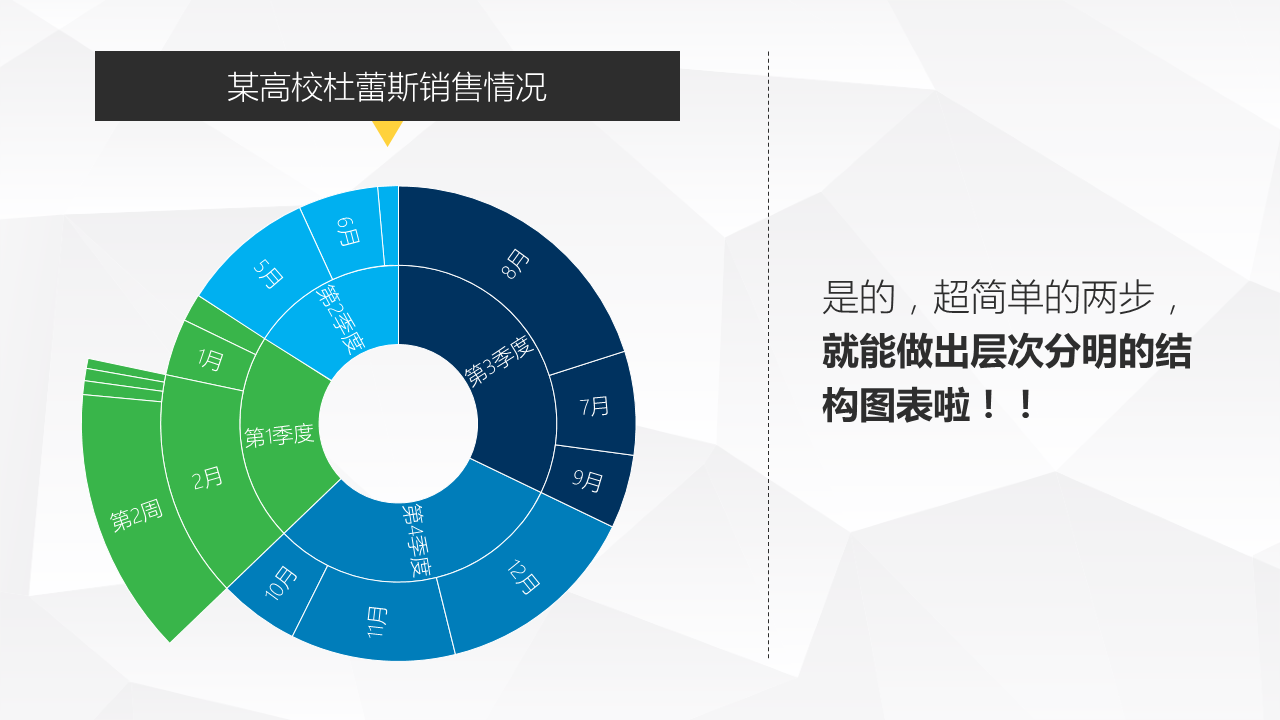 某高校杜蕾斯销售情况
8月
7月
9月
第3季度
12月
11月
10月
第4季度
第2周
2月
1月
第1季度
5月
6月
第2季度
是的，超简单的两步，
就能做出层次分明的结
构图表啦！！